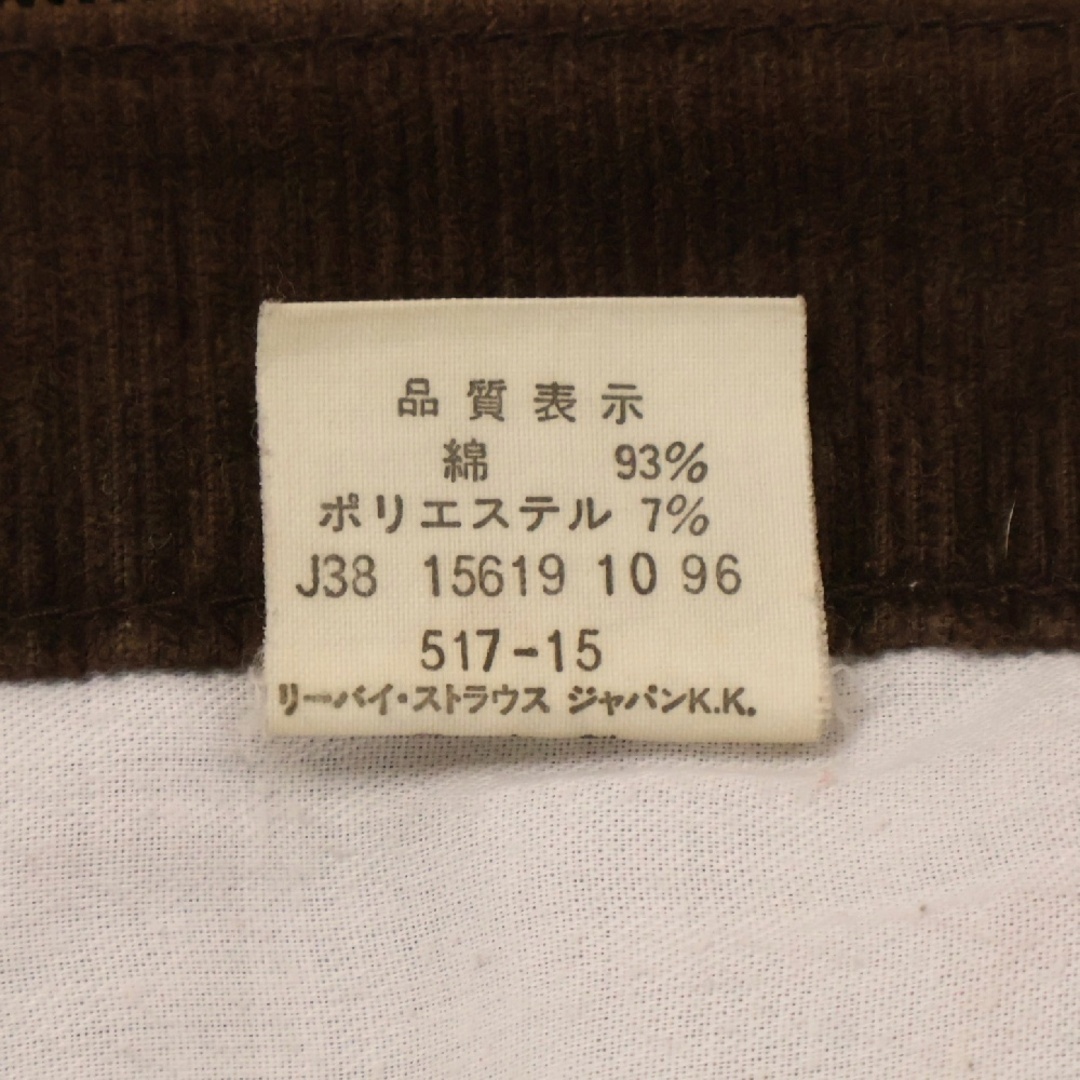 品質表示
綿 93%
ポリエステル 7%
J38 15619 10 96
517-15
リーバイ・ストラウス ジャパンK.K.